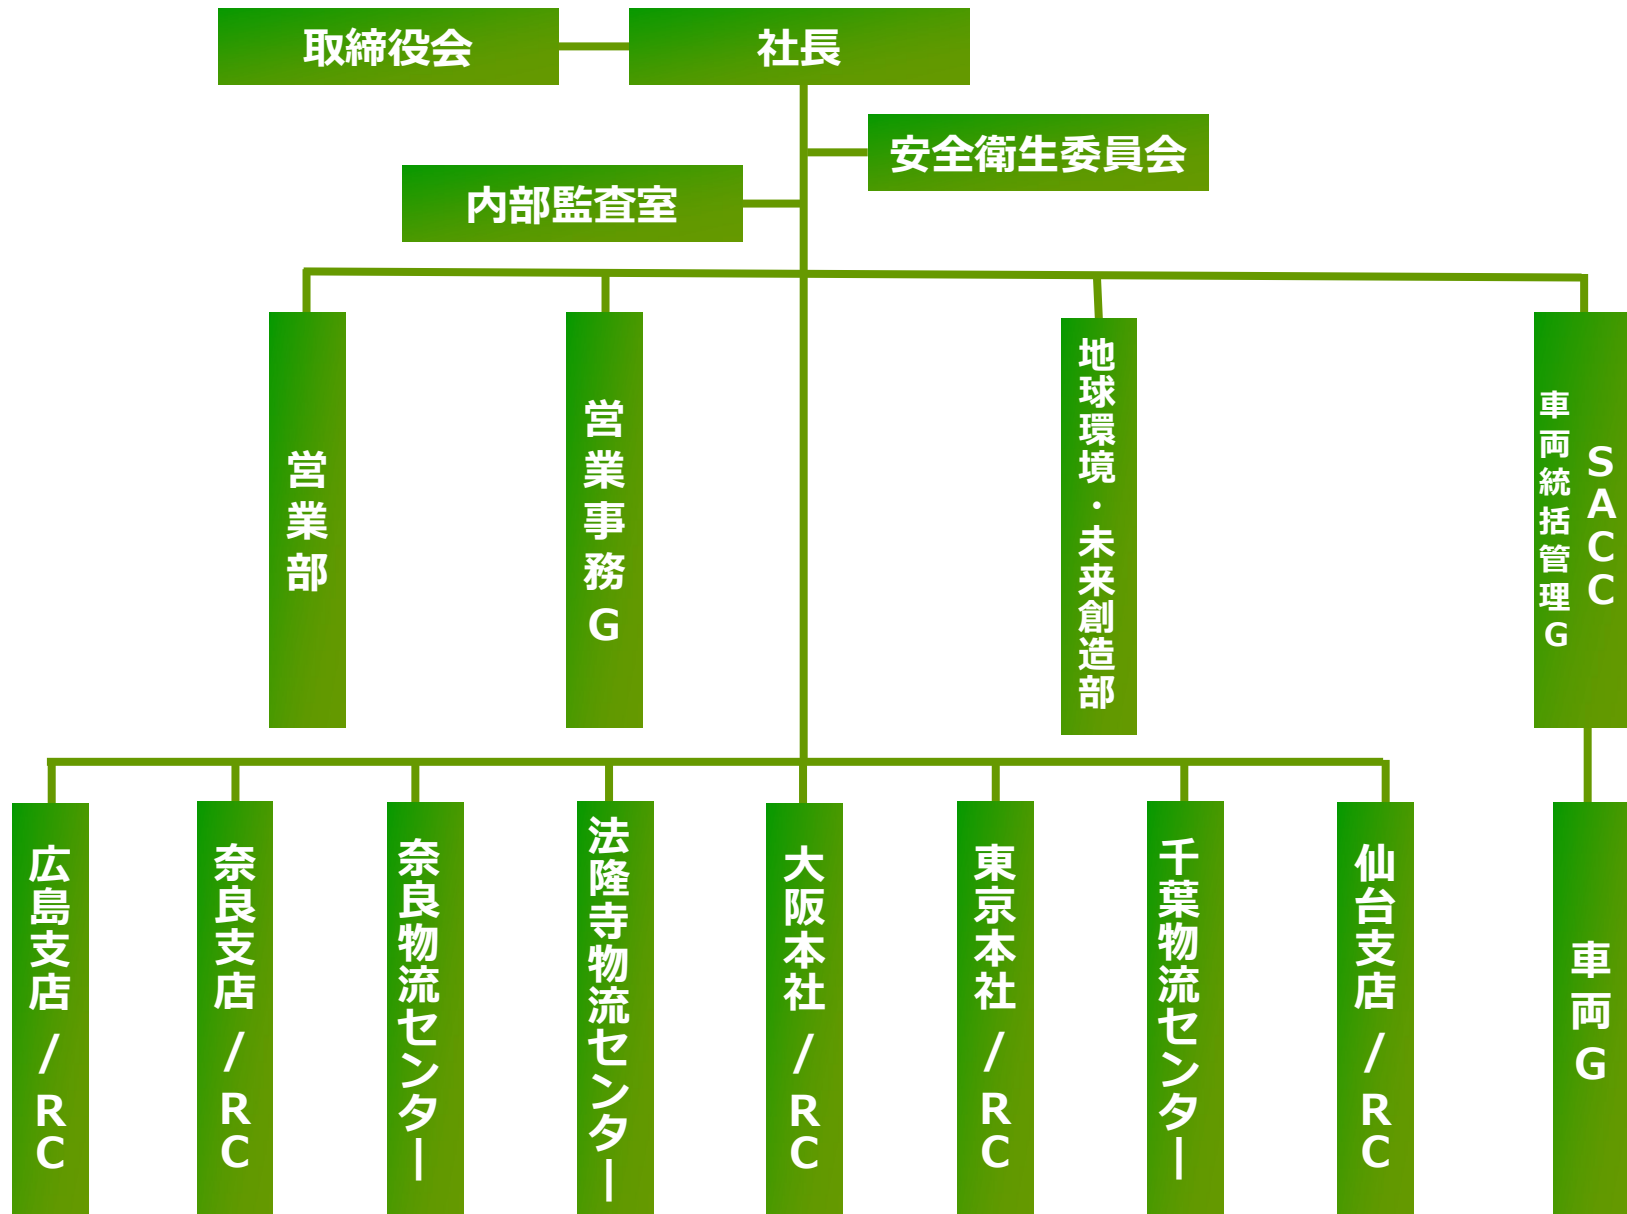 取締役会
社長
安全衛生委員会
内部監査室
営業部
営業事務G
地球環境・未来創造部
SACC
車両統括管理G
広島支店/RC
奈良支店/RC
奈良物流センター
法隆寺物流センター
大阪本社/RC
東京本社/RC
千葉物流センター
仙台支店/RC
車両G